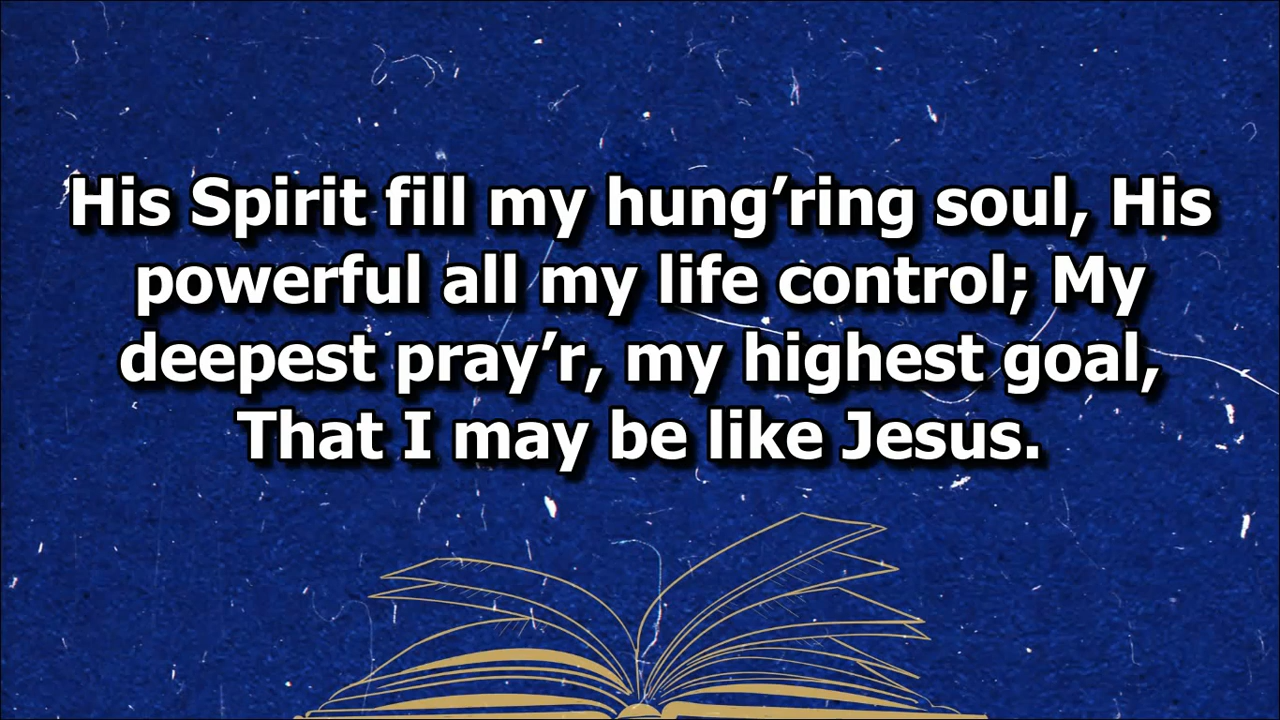 His Spirit fill my hung’ring soul, His
powerful all my life control; My
deepest pray’r, my highest goal,
That I may be like Jesus.